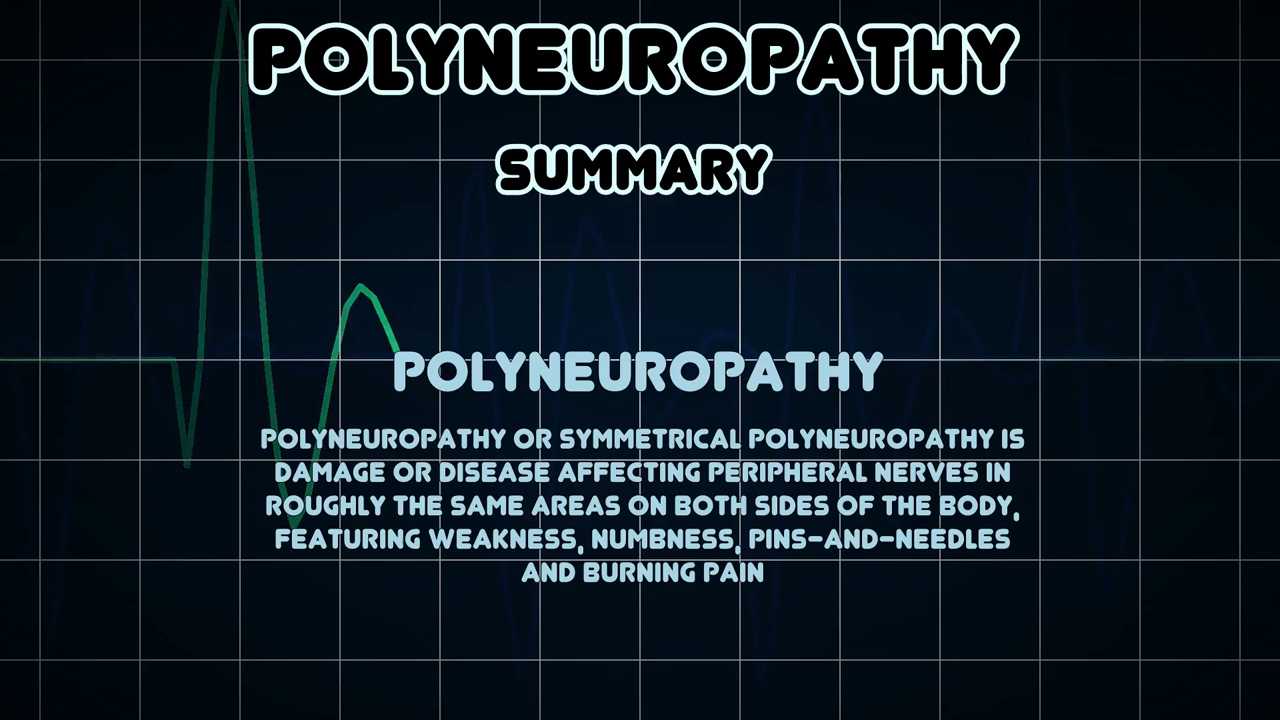 POLYNEUROPATHY
SUMMARY
POLYNEUROPATHY
POLYNEUROPATHY OR SYMMETRICAL POLYNEUROPATHY IS
DAMAGE OR DISEASE AFFECTING PERIPHERAL NERVES IN
ROUGHLY THE SAME AREAS ON BOTH SIDES OF THE BODY,
FEATURING WEAKNESS, NUMBNESS, PINS-AND-NEEDLES
AND BURNING PAIN